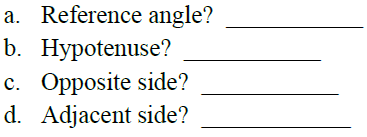 a. Reference angle? ___________
b. Hypotenuse? ___________
c. Opposite side? ___________
d. Adjacent side? __________